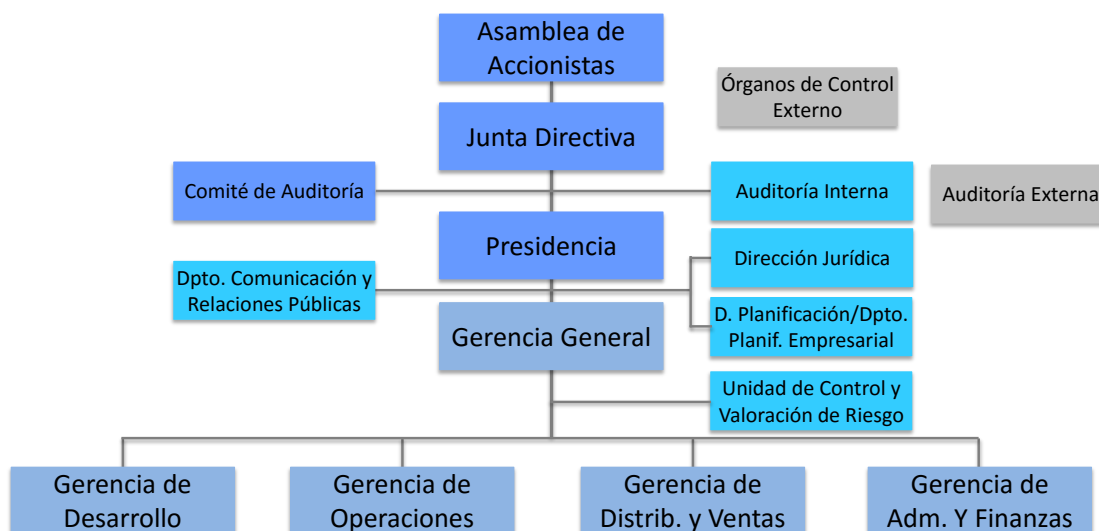 Asamblea de
Accionistas
Órganos de Control
Externo
Junta Directiva
Comité de Auditoría
Auditoría Interna
Auditoría Externa
Presidencia
Dirección Jurídica
Dpto. Comunicación y
Relaciones Públicas
D. Planificación/Dpto.
Planif. Empresarial
Gerencia General
Unidad de Control y
Valoración de Riesgo
Gerencia de
Desarrollo
Gerencia de
Operaciones
Gerencia de
Distrib. y Ventas
Gerencia de
Adm. Y Finanzas